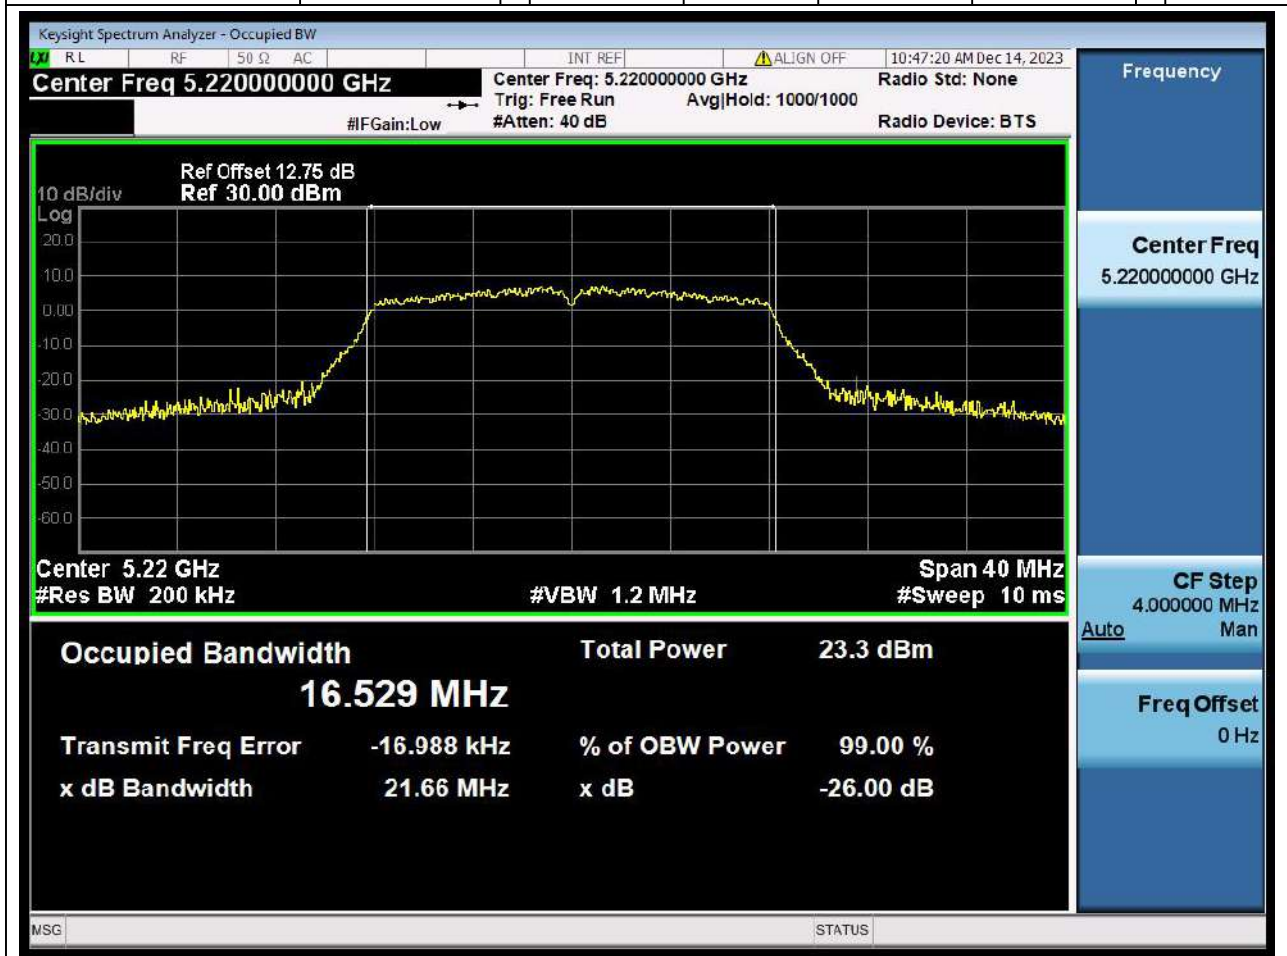 Keysight Spectrum Analyzer - Occupied BW
LXI RL RF 50 Ω AC INT REF ALIGN OFF 10:47:20 AM Dec 14, 2023
Center Freq 5.220000000 GHz
Center Freq: 5.220000000 GHz
Radio Std: None
Trig: Free Run Avg|Hold: 1000/1000
#IFGain:Low #Atten: 40 dB Radio Device: BTS
Ref Offset 12.75 dB
10 dB/div Ref 30.00 dBm
Log
20.0
10.0
0.00
-10.0
-20.0
-30.0
-40.0
-50.0
-60.0
Center 5.22 GHz Span 40 MHz
#Res BW 200 kHz #VBW 1.2 MHz #Sweep 10 ms
Occupied Bandwidth Total Power 23.3 dBm
16.529 MHz
Transmit Freq Error -16.988 kHz % of OBW Power 99.00 %
x dB Bandwidth 21.66 MHz x dB -26.00 dB
MSG STATUS
Frequency
Center Freq
5.220000000 GHz
CF Step
4.000000 MHz
Auto Man
Freq Offset
0 Hz